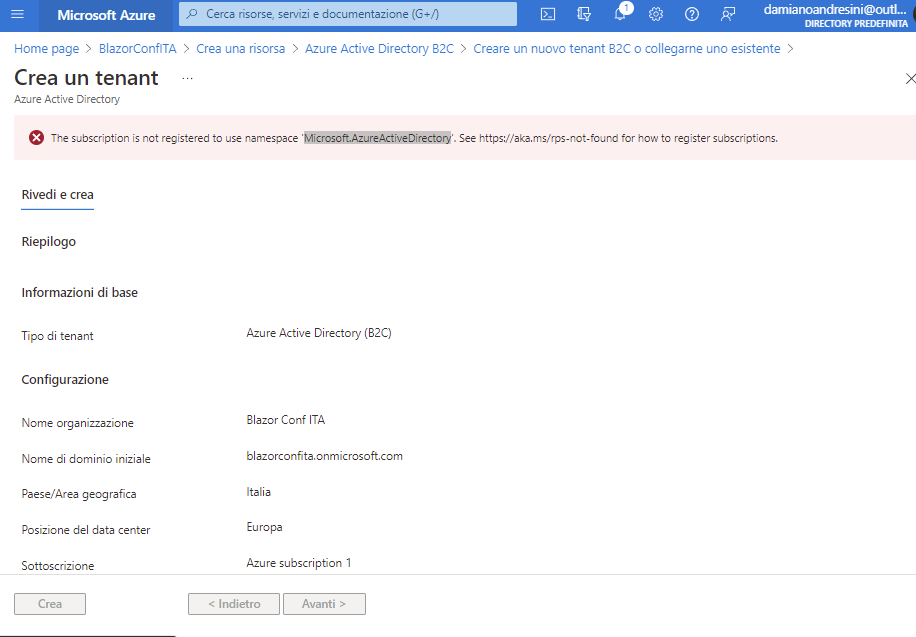 Microsoft Azure
Cerca risorse, servizi e documentazione (G+/)
1
damianoandresini@outl...
DIRECTORY PREDEFINITA
Home page > BlazorConfITA > Crea una risorsa > Azure Active Directory B2C > Creare un nuovo tenant B2C o collegarne uno esistente >
Crea un tenant ...
Azure Active Directory
The subscription is not registered to use namespace 'Microsoft.AzureActiveDirectory'. See https://aka.ms/rps-not-found for how to register subscriptions.
Rivedi e crea
Riepilogo
Informazioni di base
Tipo di tenant Azure Active Directory (B2C)
Configurazione
Nome organizzazione Blazor Conf ITA
Nome di dominio iniziale blazorconfita.onmicrosoft.com
Paese/Area geografica Italia
Posizione del data center Europa
Sottoscrizione Azure subscription 1
Crea < Indietro Avanti >